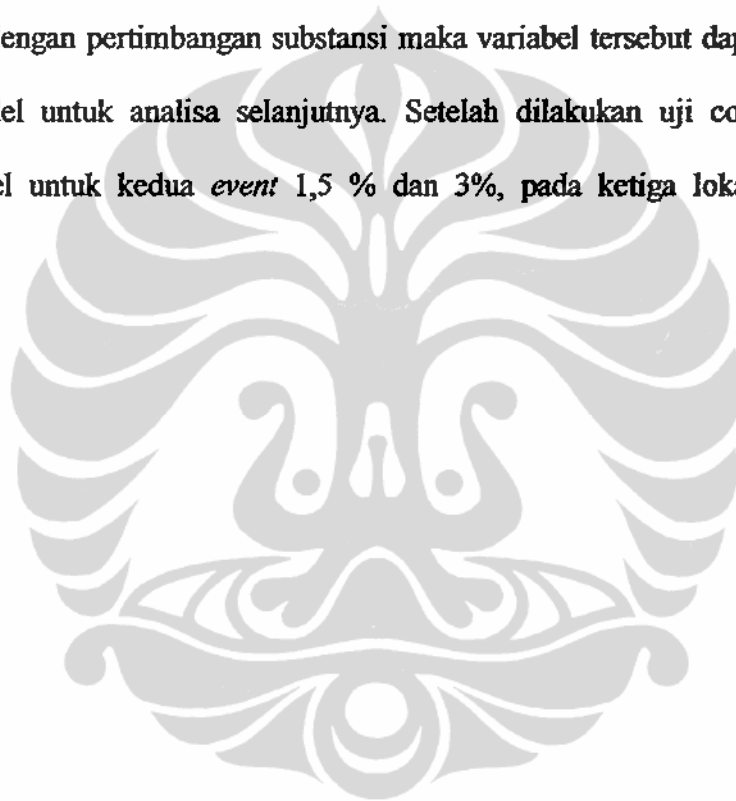 engan pertimbangan substansi maka variabel tersebut dap
el untuk analisa selanjutnya. Setelah dilakukan uji co
el untuk kedua event 1,5 % dan 3%, pada ketiga loka